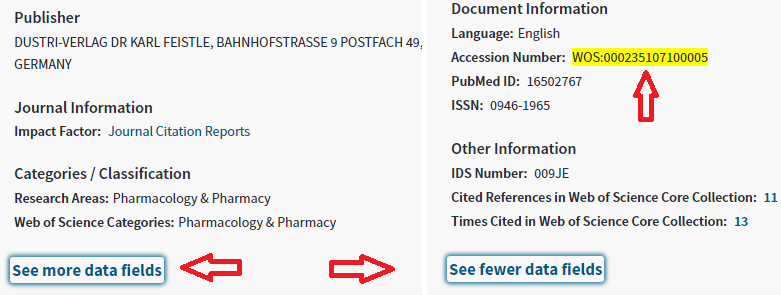 Publisher
DUSTRI-VERLAG DR KARL FEISTLE, BAHNHOFSTRASSE 9 POSTFACH 49,
GERMANY
Journal Information
Impact Factor: Journal Citation Reports
Categories / Classification
Research Areas: Pharmacology & Pharmacy
Web of Science Categories: Pharmacology & Pharmacy
See more data fields
Document Information
Language: English
Accession Number: WOS:000235107100005
PubMed ID: 16502767
ISSN: 0946-1965
Other Information
IDS Number: 009JE
Cited References in Web of Science Core Collection: 11
Times Cited in Web of Science Core Collection: 13
See fewer data fields